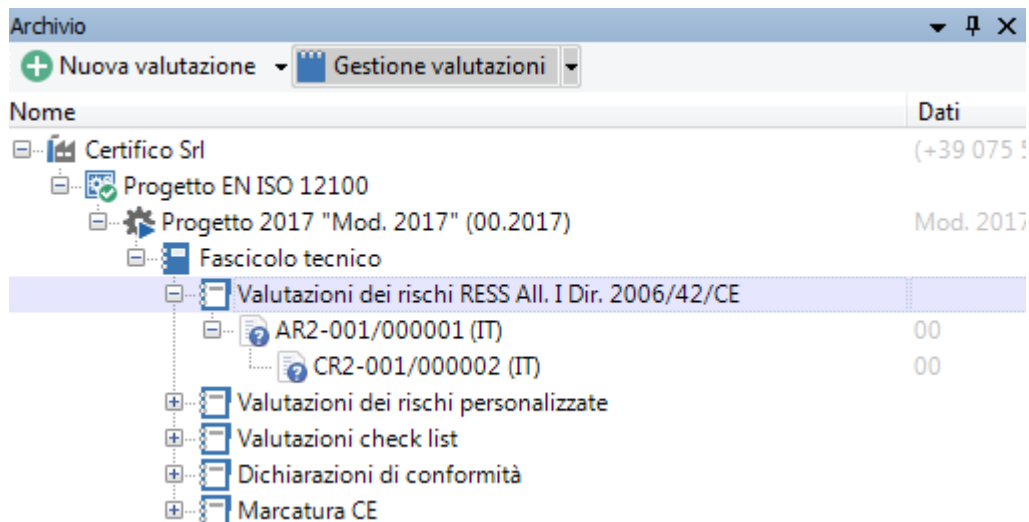 Archivio
Nuova valutazione Gestione valutazioni
Nome Dati
Certifico Srl (+39 075 5
Progetto EN ISO 12100
Progetto 2017 "Mod. 2017" (00.2017) Mod. 2017
Fascicolo tecnico
Valutazioni dei rischi RESS All. I Dir. 2006/42/CE
AR2-001/000001 (IT) 00
CR2-001/000002 (IT) 00
Valutazioni dei rischi personalizzate
Valutazioni check list
Dichiarazioni di conformità
Marcatura CE